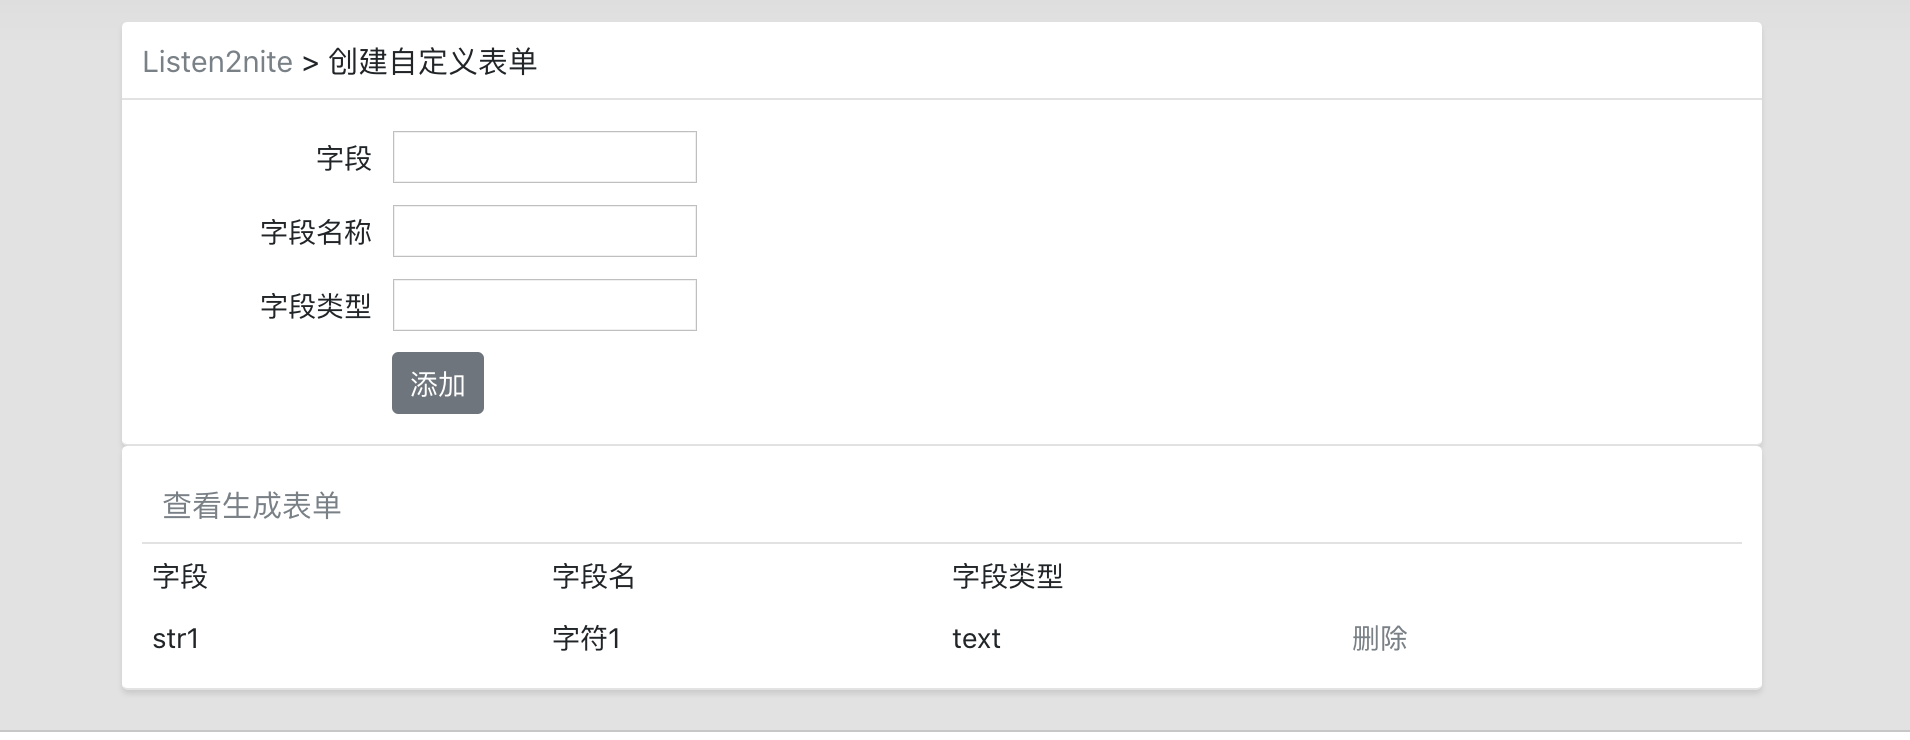 Listen2nite > 创建自定义表单
字段
字段名称
字段类型
添加
查看生成表单
字段 字段名 字段类型
str1 字符1 text 删除